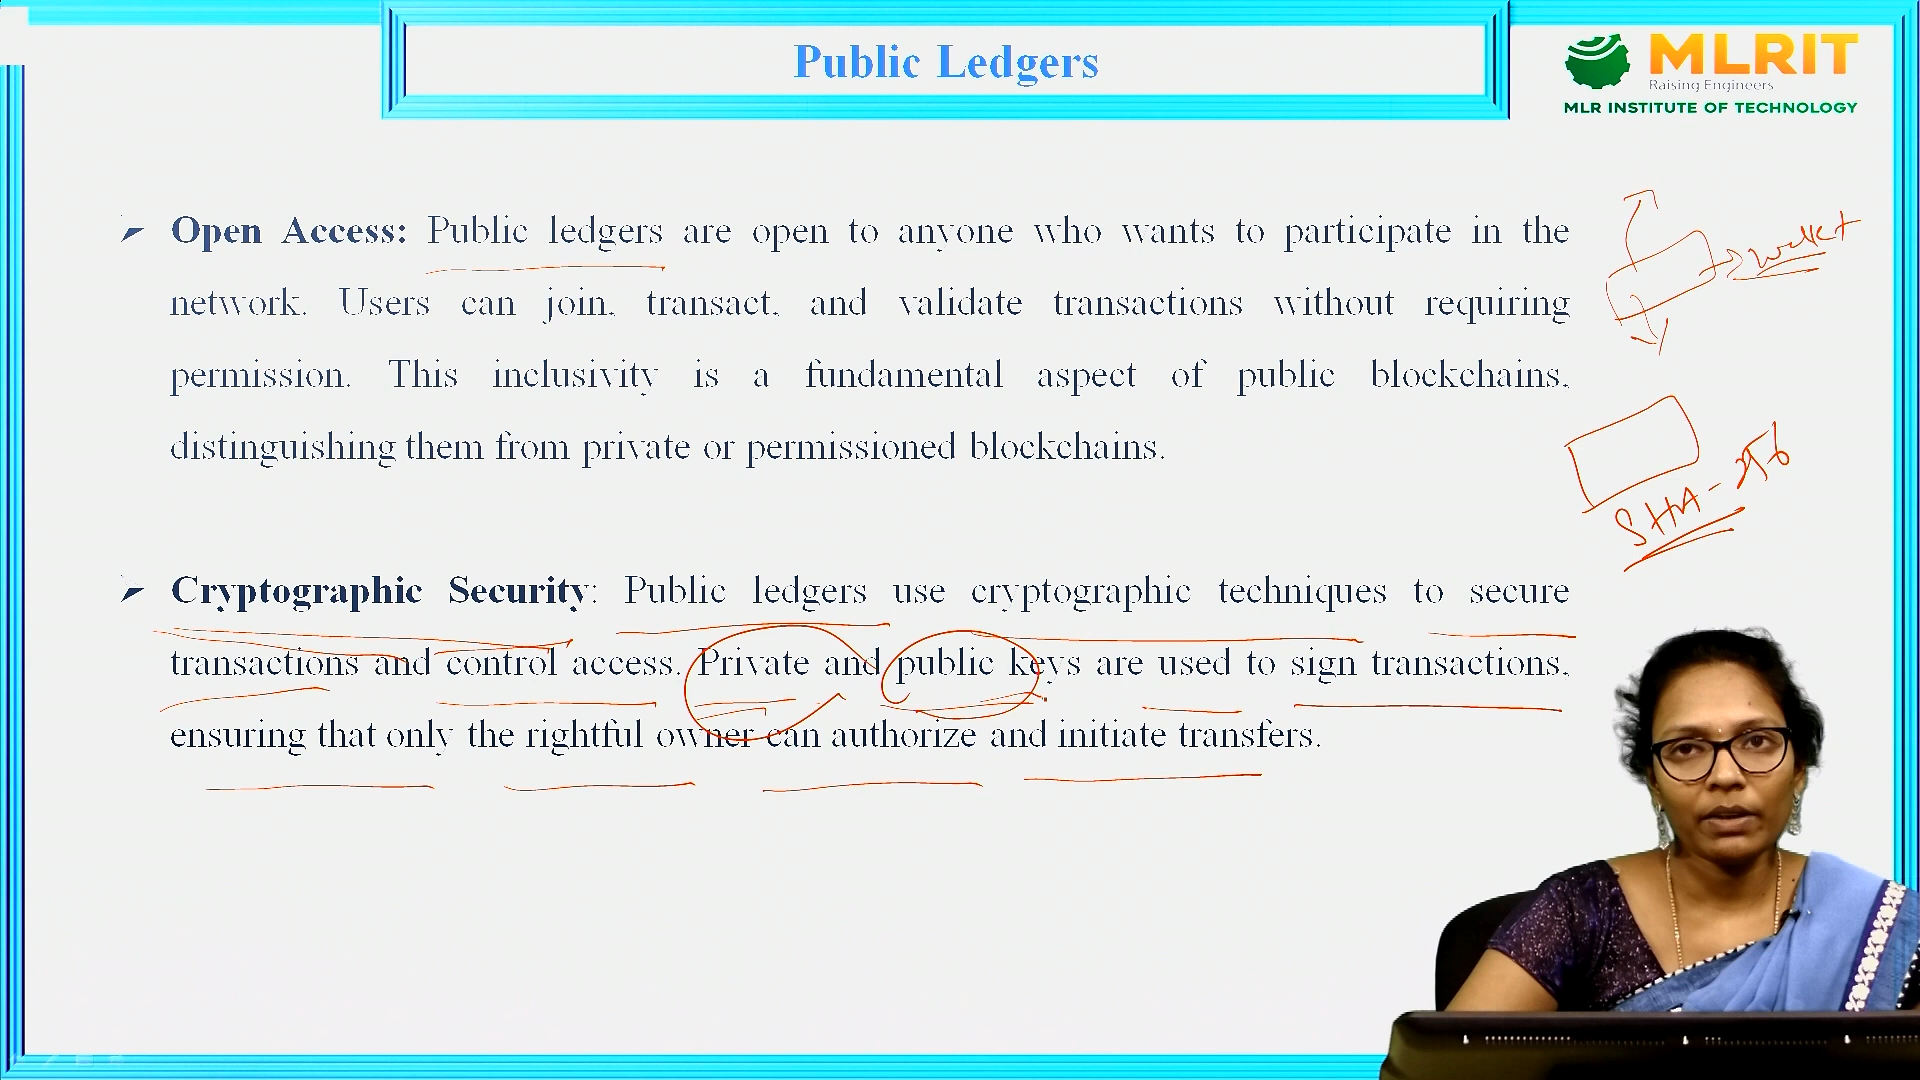 Public Ledgers
MLRIT
Raising Engineers
MLR INSTITUTE OF TECHNOLOGY
Open Access: Public ledgers are open to anyone who wants to participate in the
network. Users can join, transact, and validate transactions without requiring
permission. This inclusivity is a fundamental aspect of public blockchains,
distinguishing them from private or permissioned blockchains.
wallet
SHA-256
Cryptographic Security: Public ledgers use cryptographic techniques to secure
transactions and control access. Private and public keys are used to sign transactions,
ensuring that only the rightful owner can authorize and initiate transfers.